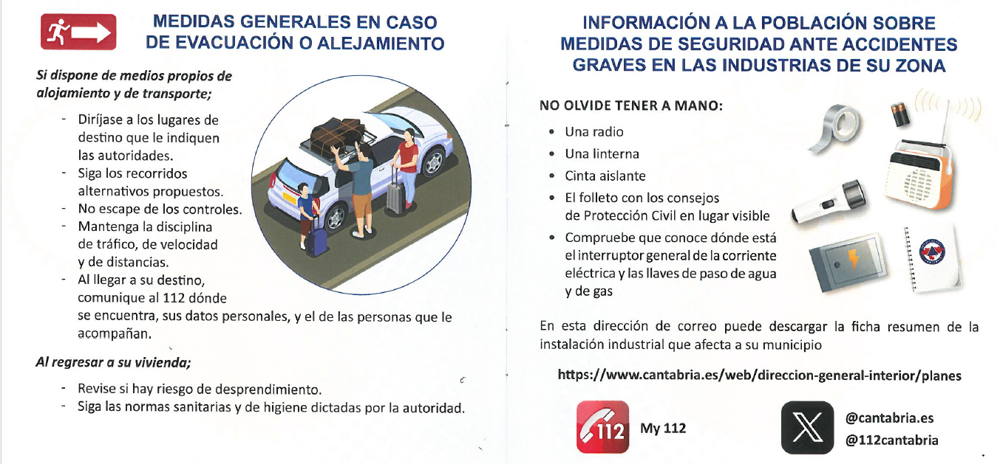 MEDIDAS GENERALES EN CASO
DE EVACUACIÓN O ALEJAMIENTO
Si dispone de medios propios de
alojamiento y de transporte;
- Diríjase a los lugares de
destino que le indiquen
las autoridades.
- Siga los recorridos
alternativos propuestos.
- No escape de los controles.
- Mantenga la disciplina
de tráfico, de velocidad
y de distancias.
- Al llegar a su destino,
comunique al 112 dónde
se encuentra, sus datos personales, y el de las personas que le
acompañan.
Al regresar a su vivienda;
- Revise si hay riesgo de desprendimiento.
- Siga las normas sanitarias y de higiene dictadas por la autoridad.
INFORMACIÓN A LA POBLACIÓN SOBRE
MEDIDAS DE SEGURIDAD ANTE ACCIDENTES
GRAVES EN LAS INDUSTRIAS DE SU ZONA
NO OLVIDE TENER A MANO:
• Una radio
• Una linterna
• Cinta aislante
• El folleto con los consejos
de Protección Civil en lugar visible
• Compruebe que conoce dónde está
el interruptor general de la corriente
eléctrica y las llaves de paso de agua
y de gas
En esta dirección de correo puede descargar la ficha resumen de la
instalación industrial que afecta a su municipio
https://www.cantabria.es/web/direccion-general-interior/planes
112
My 112
@cantabria.es
@112cantabria